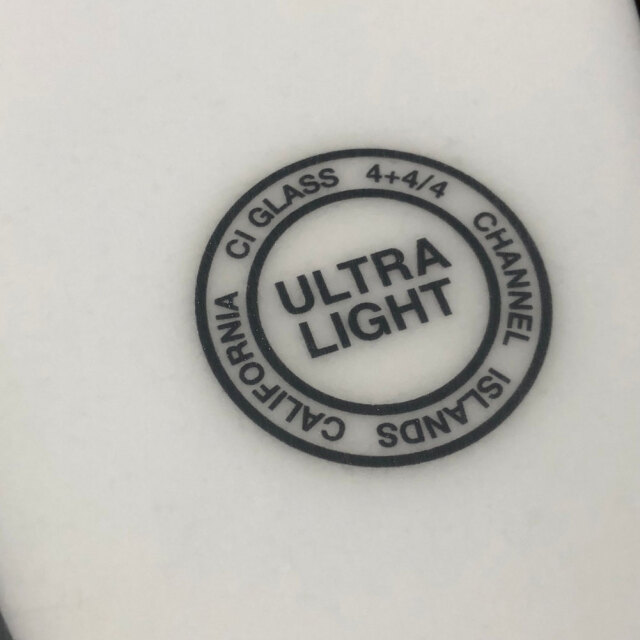 CI GLASS 4+4/4
CHANNEL ISLANDS CALIFORNIA
ULTRA
LIGHT